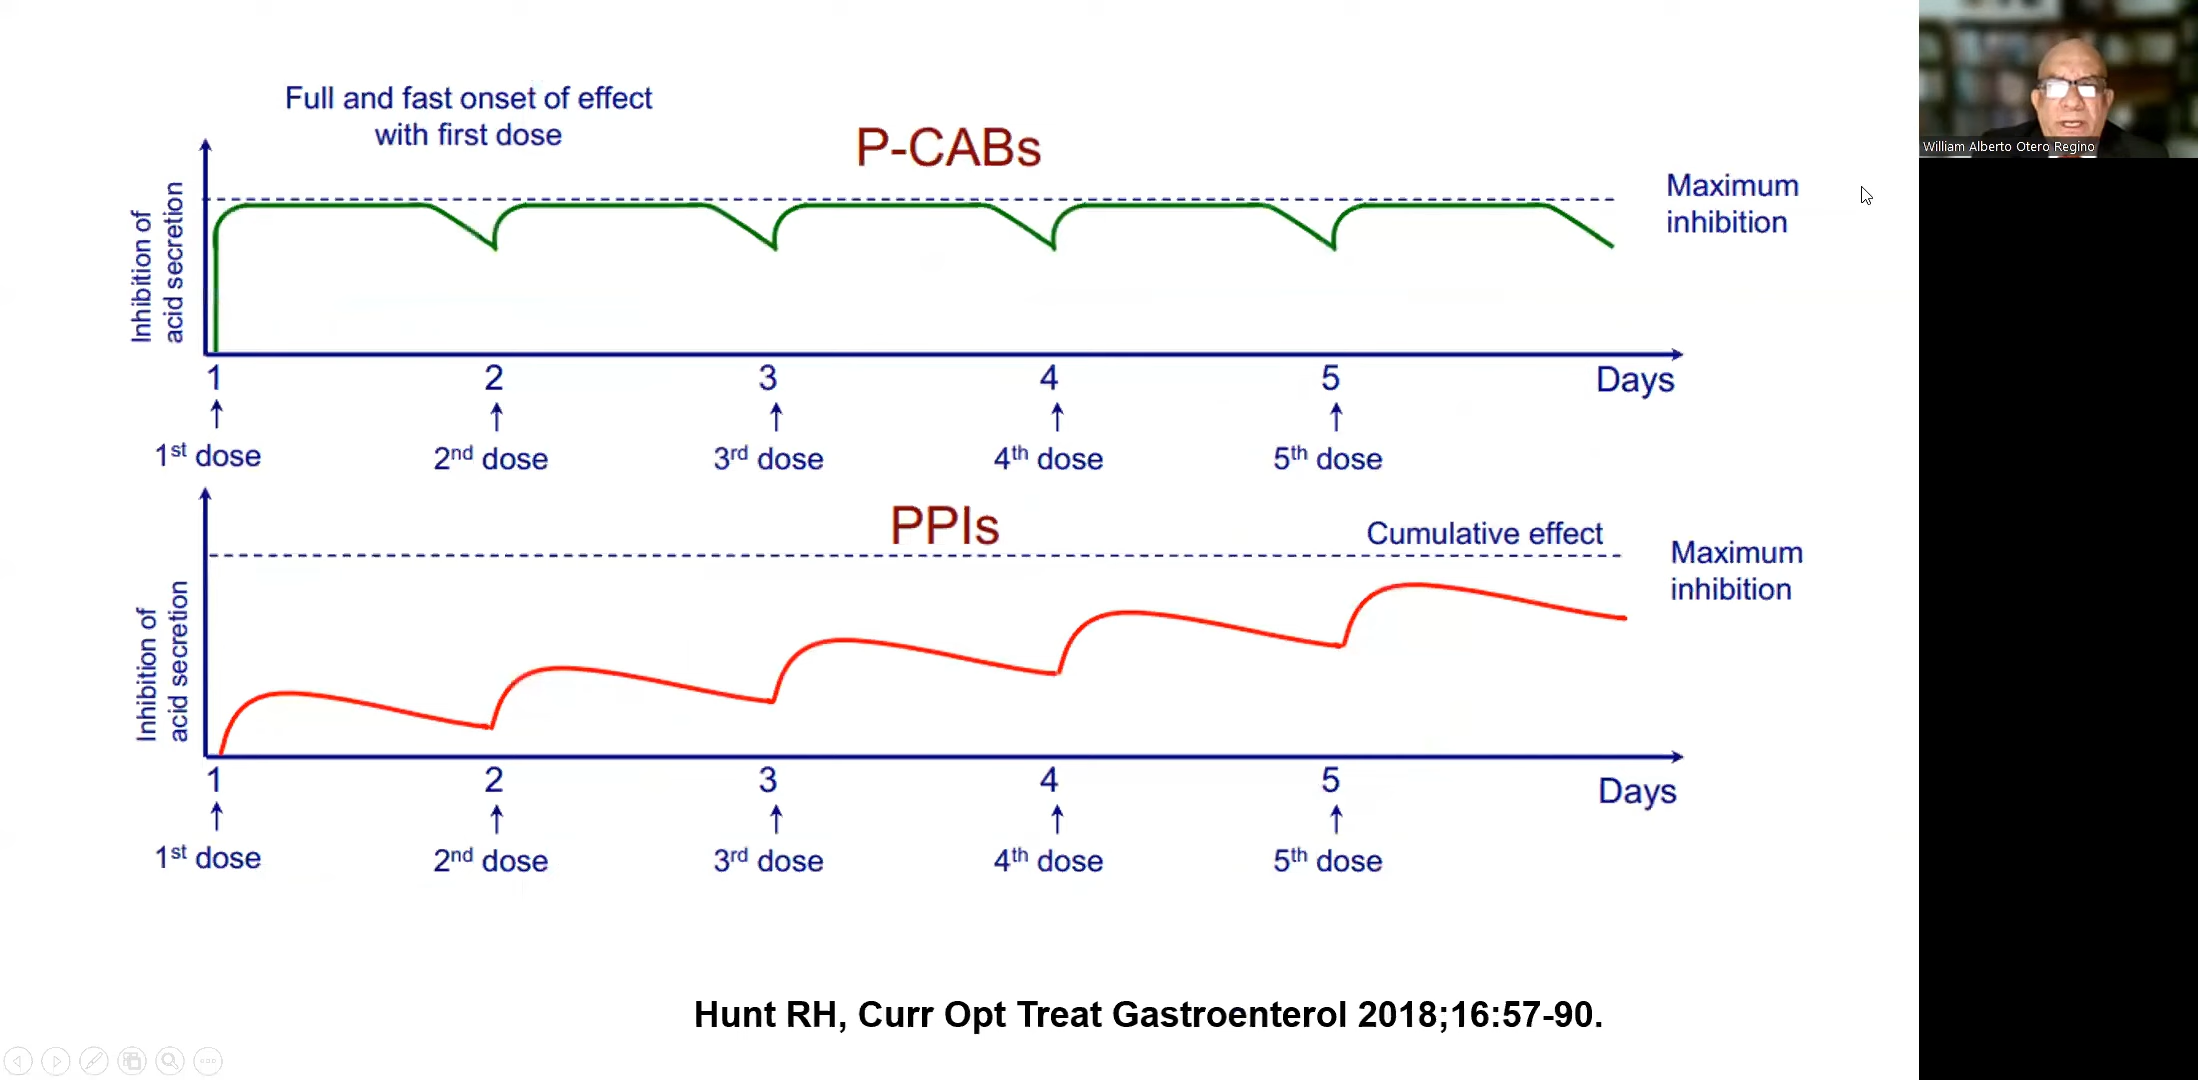 Full and fast onset of effect
with first dose
P-CABs
William Alberto Otero Regino
Maximum
inhibition
Inhibition of
acid secretion
1 2 3 4 5 Days
1st dose 2nd dose 3rd dose 4th dose 5th dose
PPIs
Cumulative effect
Maximum
inhibition
Inhibition of
acid secretion
1 2 3 4 5 Days
1st dose 2nd dose 3rd dose 4th dose 5th dose
Hunt RH, Curr Opt Treat Gastroenterol 2018;16:57-90.